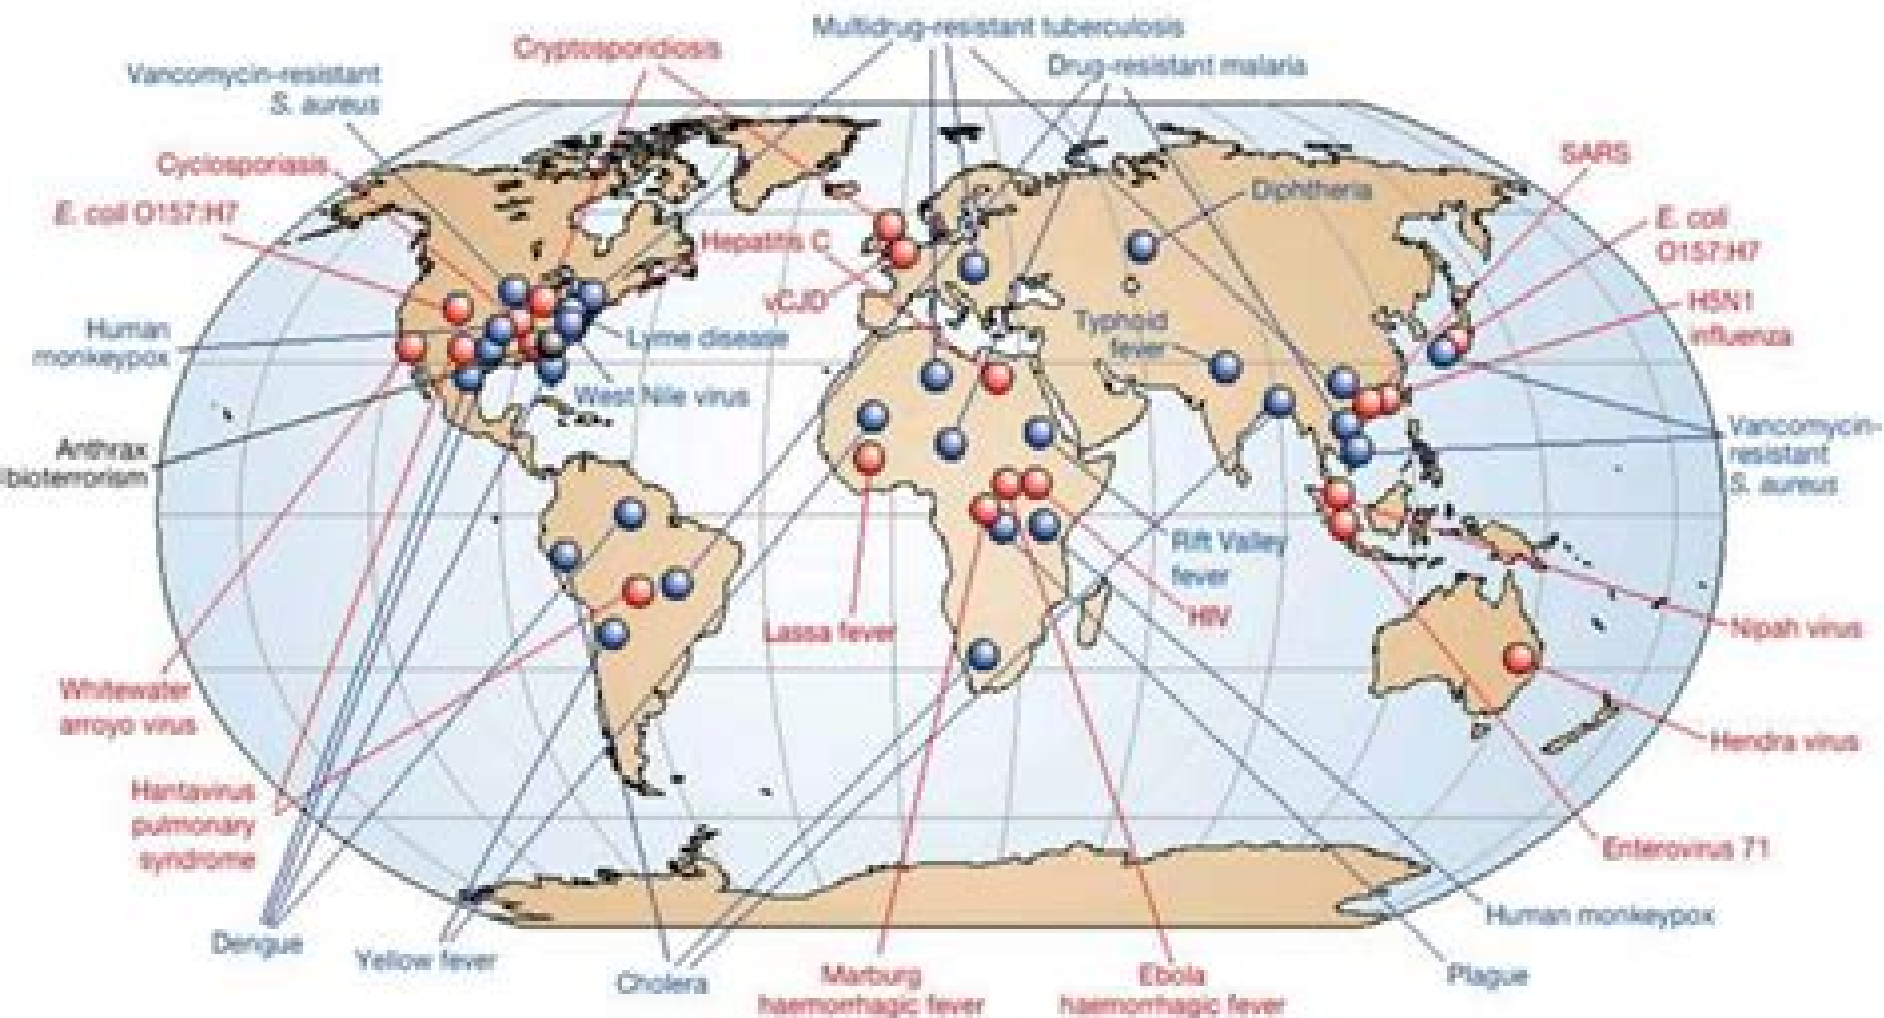 Multidrug-resistant tuberculosis
Cryptosporidiosis
Drug-resistant malaria
Vancomycin-resistant
S. aureus
Cyclosporiasis
SARS
Diphtheria
E. coli O157:H7
E. coli
O157:H7
Hepatitis C
vCJD
H5N1
influenza
Human
monkeypox
Lyme disease
Typhoid
fever
West Nile virus
Anthrax
bioterrorism
Vancomycin-
resistant
S. aureus
Rift Valley
fever
HIV
Lassa fever
Nipah virus
Whitewater
arroyo virus
Hendra virus
Hantavirus
pulmonary
syndrome
Enterovirus 71
Human monkeypox
Dengue
Yellow fever
Cholera
Marburg
haemorrhagic fever
Ebola
haemorrhagic fever
Plague